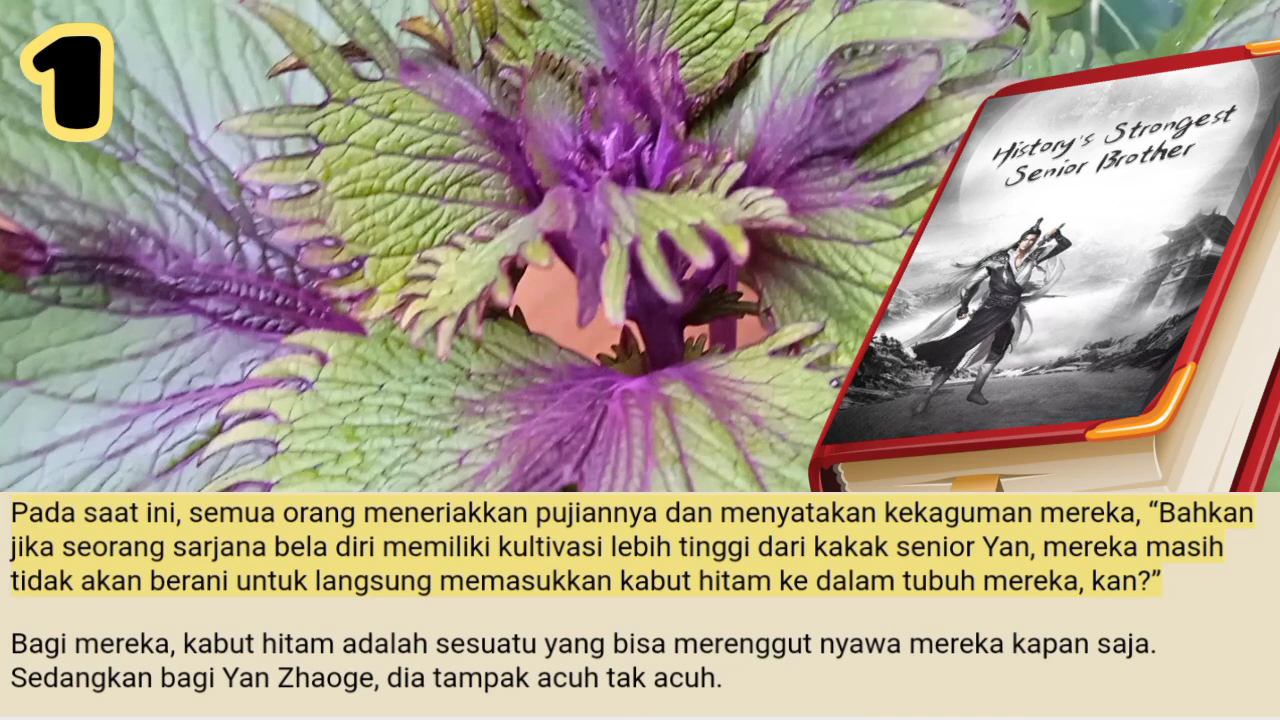 1
History's Strongest
Senior Brother
Pada saat ini, semua orang meneriakkan pujiannya dan menyatakan kekaguman mereka, “Bahkan
jika seorang sarjana bela diri memiliki kultivasi lebih tinggi dari kakak senior Yan, mereka masih
tidak akan berani untuk langsung memasukkan kabut hitam ke dalam tubuh mereka, kan?”
Bagi mereka, kabut hitam adalah sesuatu yang bisa merenggut nyawa mereka kapan saja.
Sedangkan bagi Yan Zhaoge, dia tampak acuh tak acuh.